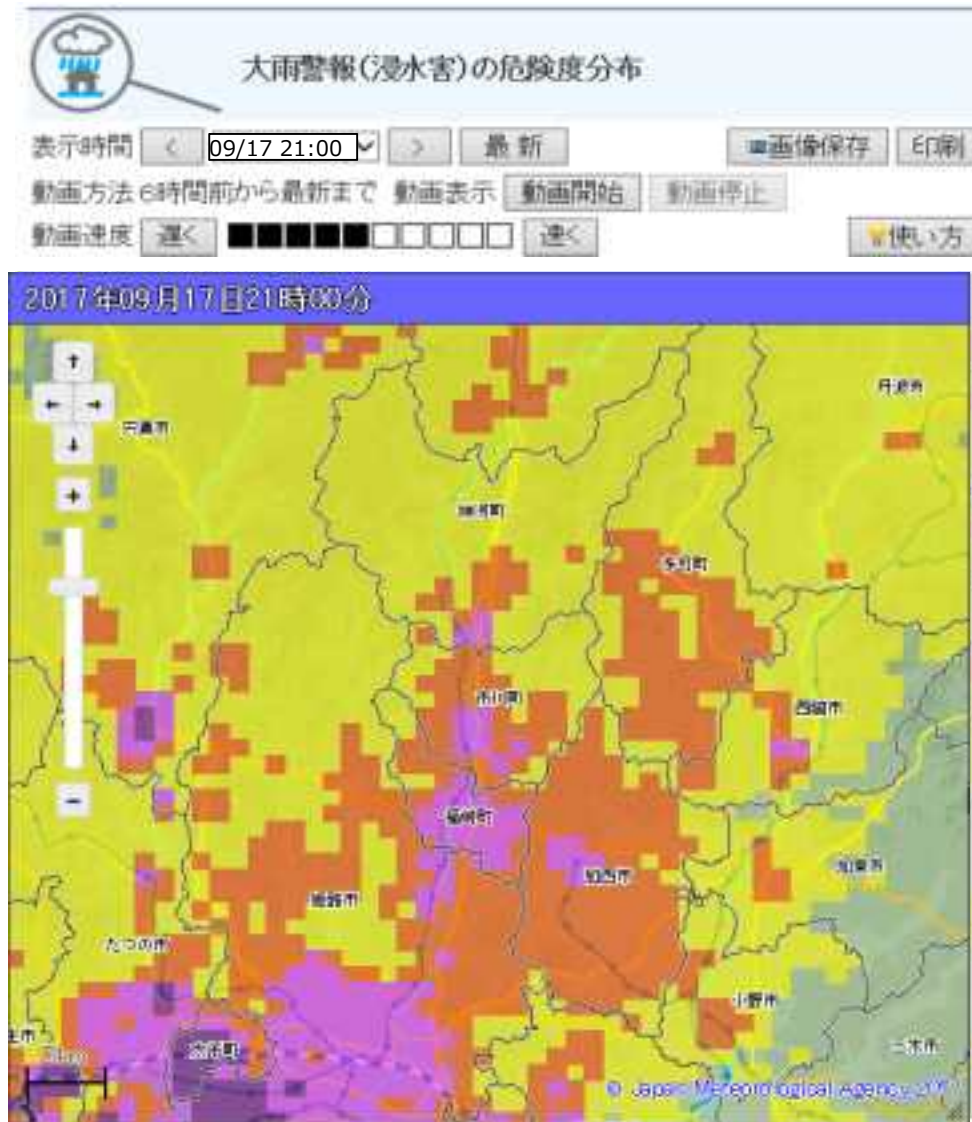 大雨警報(浸水害)の危険度分布
表示時間 < 09/17 21:00 > 最新 画像保存 印刷
動画方法 6時間前から最新まで 動画表示 動画開始 動画停止
動画速度 遅く 速く 使い方
2017年09月17日21時00分
丹波市
宍粟市
神河町
多可町
市川町
西脇市
福崎町
加西市
加東市
姫路市
たつの市
小野市
太子町
三木市
© Japan Meteorological Agency